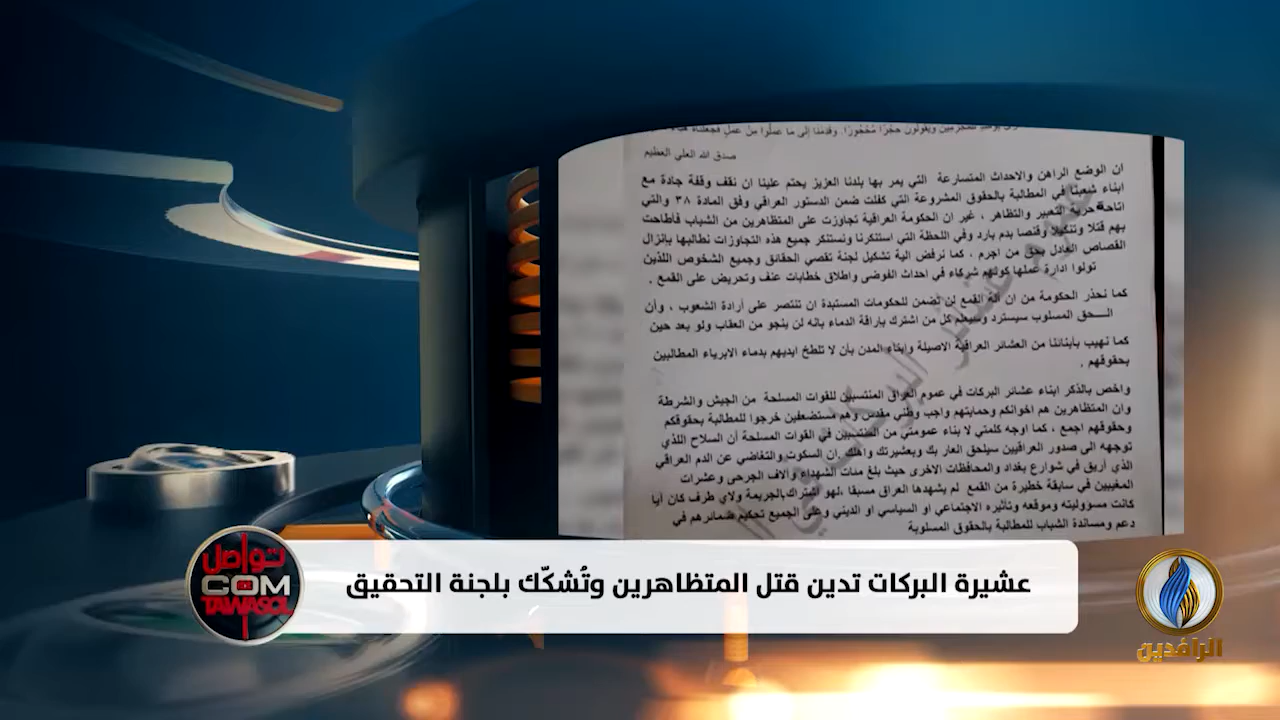 صدق الله العلي العظيم
ان الوضع الراهن والاحداث المتسارعة التي يمر بها بلدنا العزيز يحتم علينا ان نقف وقفة جادة مع
ابناء شعبنا في المطالبة بالحقوق المشروعة التي كفلت ضمن الدستور العراقي وفق المادة ٣٨ والتي
اتاحة حرية التعبير والتظاهر ، غير ان الحكومة العراقية تجاوزت على المتظاهرين من الشباب فأطاحت
بهم قتلا وتنكيلا وقنصا بدم بارد وفي اللحظة التي استنكرنا ونستنكر جميع هذه التجاوزات نطالبها بإنزال
القصاص العادل بحق من اجرم ، كما نرفض الية تشكيل لجنة تقصي الحقائق وجميع الشخوص اللذين
تولوا ادارة عملها كونهم شركاء في احداث الفوضى واطلاق خطابات عنف وتحريض على القمع .
كما نحذر الحكومة من ان الة القمع لن تضمن للحكومات المستبدة ان تنتصر على أرادة الشعوب ، وأن
الـــحق المسلوب سيسترد وسيعلم كل من اشترك بإراقة الدماء بانه لن ينجو من العقاب ولو بعد حين
كما نهيب بأبنائنا من العشائر العراقية الاصيلة وابناء المدن بأن لا تلطخ ايديهم بدماء الابرياء المطالبين
بحقوقهم .
واخص بالذكر ابناء عشائر البركات في عموم العراق المنتسبين للقوات المسلحة من الجيش والشرطة
وان المتظاهرين هم اخوانكم وحمايتهم واجب وطني مقدس وهم مستضعفين خرجوا للمطالبة بحقوقكم
وحقوقهم اجمع ، كما اوجه كلمتي لا بناء عمومتي من المنتسبين في القوات المسلحة أن السلاح اللذي
توجهه الى صدور العراقيين سيلحق العار بك وبعشيرتك واهلك .إن السكوت والتغاضي عن الدم العراقي
الذي أريق في شوارع بغداد والمحافظات الاخرى حيث بلغ مئات الشهداء وآلاف الجرحى وعشرات
المغيبين في سابقة خطيرة من القمع لم يشهدها العراق مسبقا ،لهو اشتراك بالجريمة ولاي طرف كان أيا
كانت مسؤوليته وموقعه وتأثيره الاجتماعي او السياسي او الديني وعلى الجميع تحكيم ضمائرهم في
دعم ومساندة الشباب للمطالبة بالحقوق المسلوبة
عشيرة البركات تدين قتل المتظاهرين وتُشكّك بلجنة التحقيق
تواصل
COM
TAWASOL
الرافدين